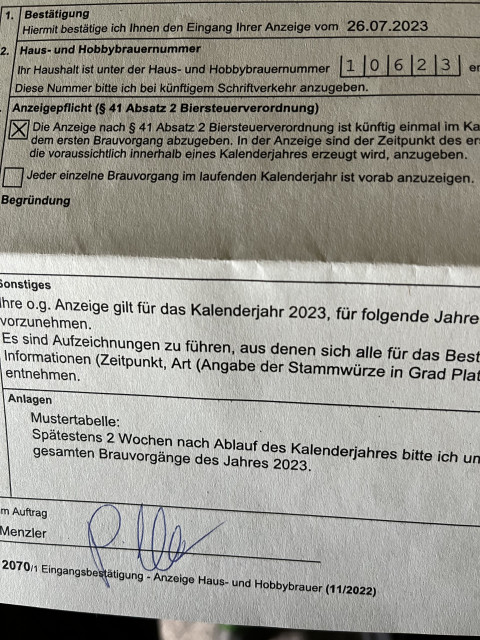 1. Bestätigung
Hiermit bestätige ich Ihnen den Eingang Ihrer Anzeige vom 26.07.2023
2. Haus- und Hobbybrauernummer
Ihr Haushalt ist unter der Haus- und Hobbybrauernummer 1 0 6 2 3 er
Diese Nummer bitte ich bei künftigem Schriftverkehr anzugeben.
Anzeigepflicht (§ 41 Absatz 2 Biersteuerverordnung)
Die Anzeige nach § 41 Absatz 2 Biersteuerverordnung ist künftig einmal im Ka
dem ersten Brauvorgang abzugeben. In der Anzeige sind der Zeitpunkt des ers
die voraussichtlich innerhalb eines Kalenderjahres erzeugt wird, anzugeben.
Jeder einzelne Brauvorgang im laufenden Kalenderjahr ist vorab anzuzeigen.
Begründung
Sonstiges
Ihre o.g. Anzeige gilt für das Kalenderjahr 2023, für folgende Jahre
vorzunehmen.
Es sind Aufzeichnungen zu führen, aus denen sich alle für das Best
Informationen (Zeitpunkt, Art (Angabe der Stammwürze in Grad Plat
entnehmen.
Anlagen
Mustertabelle:
Spätestens 2 Wochen nach Ablauf des Kalenderjahres bitte ich un
gesamten Brauvorgänge des Jahres 2023.
m Auftrag
Menzler
2070/1 Eingangsbestätigung - Anzeige Haus- und Hobbybrauer (11/2022)